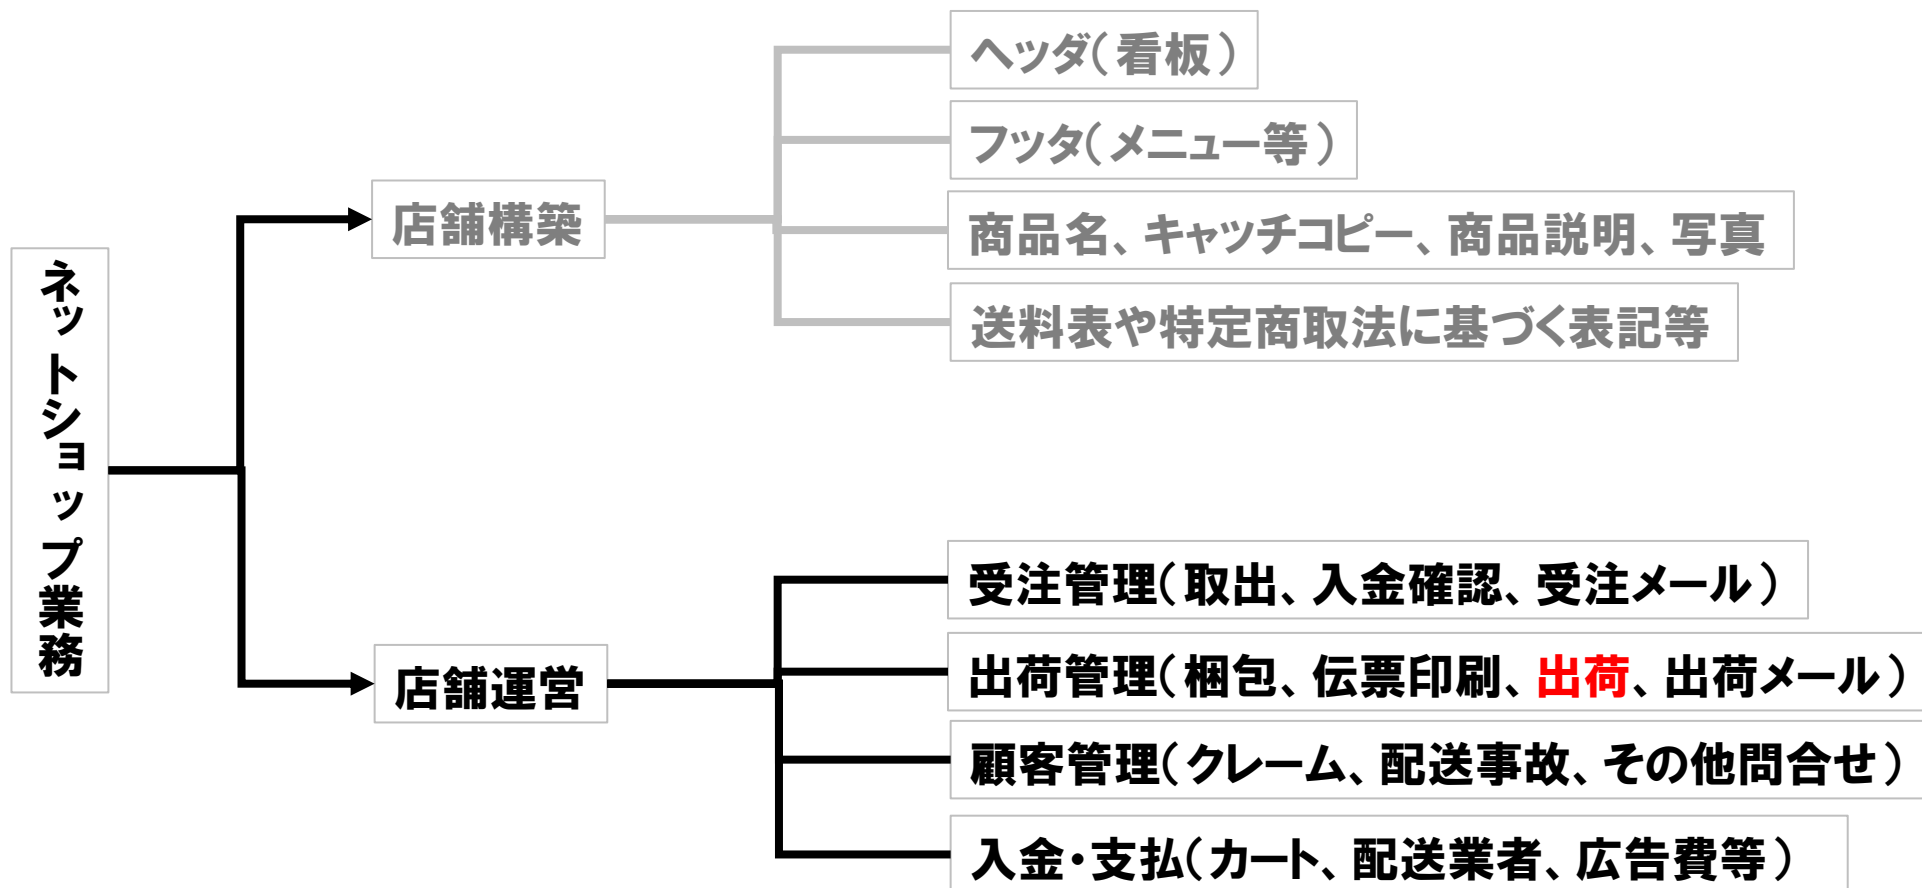 ネットショップ業務
店舗構築
ヘッダ（看板）
フッタ（メニュー等）
商品名、キャッチコピー、商品説明、写真
送料表や特定商取法に基づく表記等
店舗運営
受注管理（取出、入金確認、受注メール）
出荷管理（梱包、伝票印刷、出荷、出荷メール）
顧客管理（クレーム、配送事故、その他問合せ）
入金・支払（カート、配送業者、広告費等）